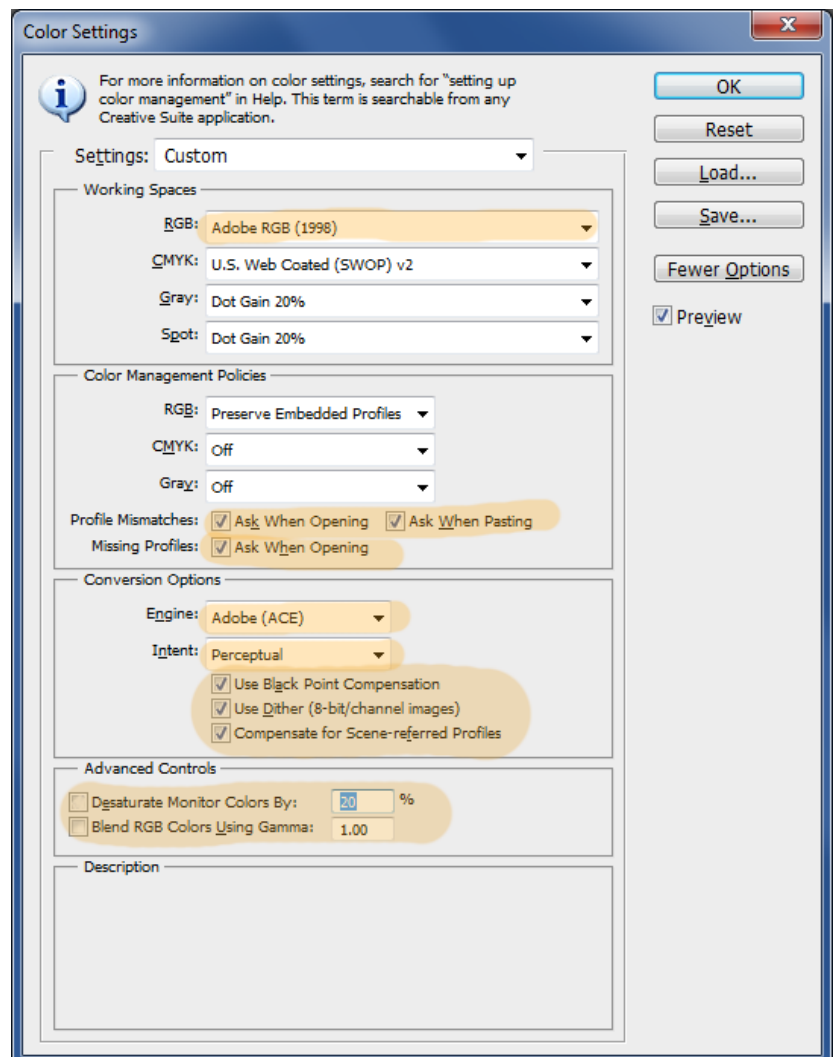 Color Settings
For more information on color settings, search for "setting up
color management" in Help. This term is searchable from any
Creative Suite application.
OK
Reset
Load...
Save...
Fewer Options
Preview
Settings: Custom
Working Spaces
RGB: Adobe RGB (1998)
CMYK: U.S. Web Coated (SWOP) v2
Gray: Dot Gain 20%
Spot: Dot Gain 20%
Color Management Policies
RGB: Preserve Embedded Profiles
CMYK: Off
Gray: Off
Profile Mismatches: Ask When Opening Ask When Pasting
Missing Profiles: Ask When Opening
Conversion Options
Engine: Adobe (ACE)
Intent: Perceptual
Use Black Point Compensation
Use Dither (8-bit/channel images)
Compensate for Scene-referred Profiles
Advanced Controls
Desaturate Monitor Colors By: 20 %
Blend RGB Colors Using Gamma: 1.00
Description